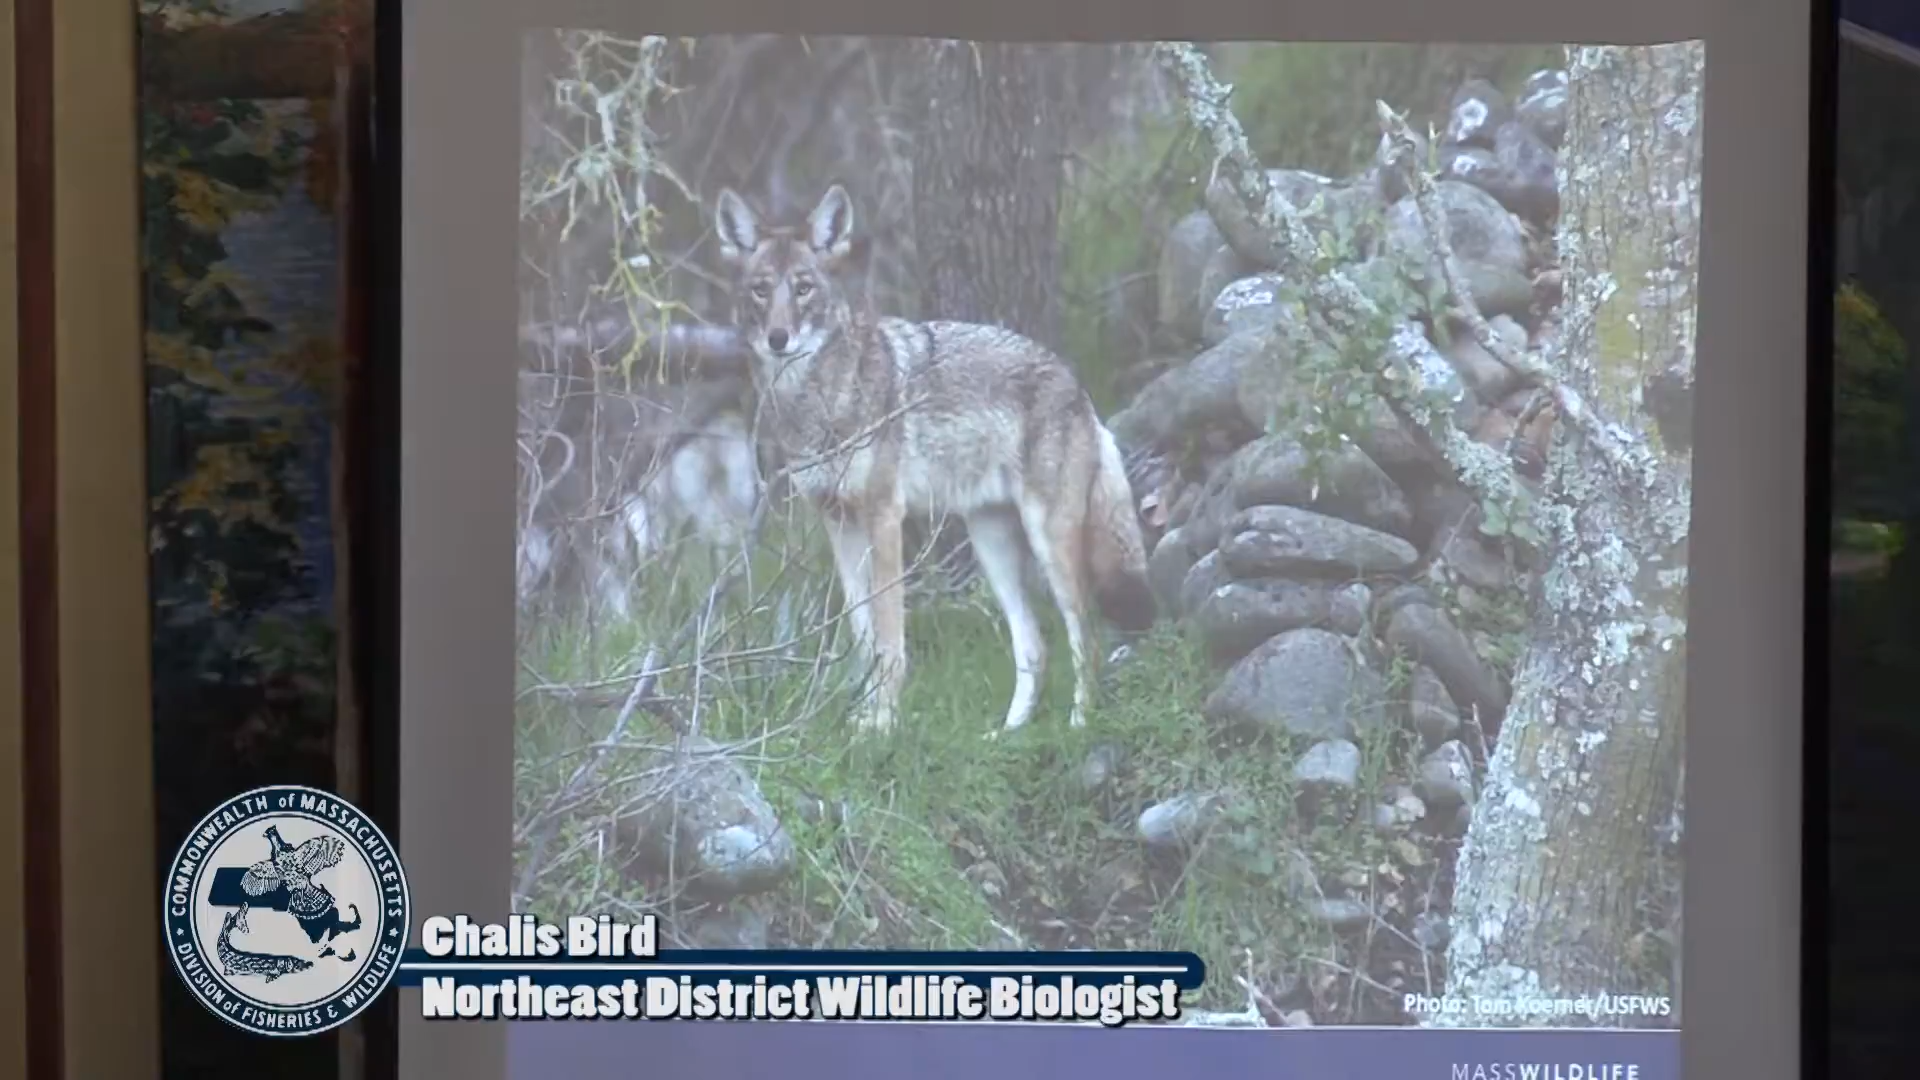 COMMONWEALTH of MASSACHUSETTS
DIVISION of FISHERIES & WILDLIFE
Chalis Bird
Northeast District Wildlife Biologist
Photo: Tom Koerner/USFWS
MASSWILDLIFE